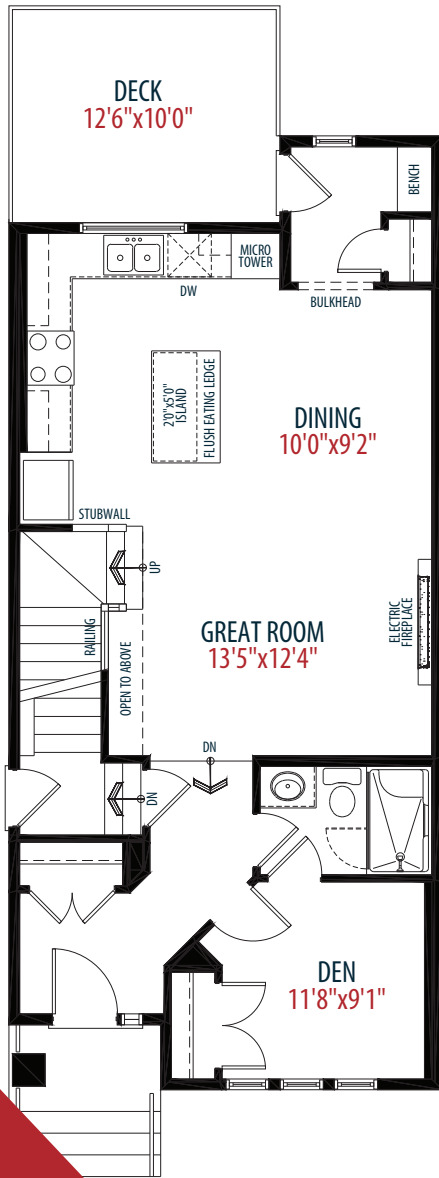 DECK
12'6"x10'0"
BENCH
MICRO
TOWER
DW
BULKHEAD
2'0"x5'0"
ISLAND
FLUSH EATING LEDGE
DINING
10'0"x9'2"
STUBWALL
UP
RAILING
OPEN TO ABOVE
GREAT ROOM
13'5"x12'4"
ELECTRIC
FIREPLACE
DN
DN
DEN
11'8"x9'1"